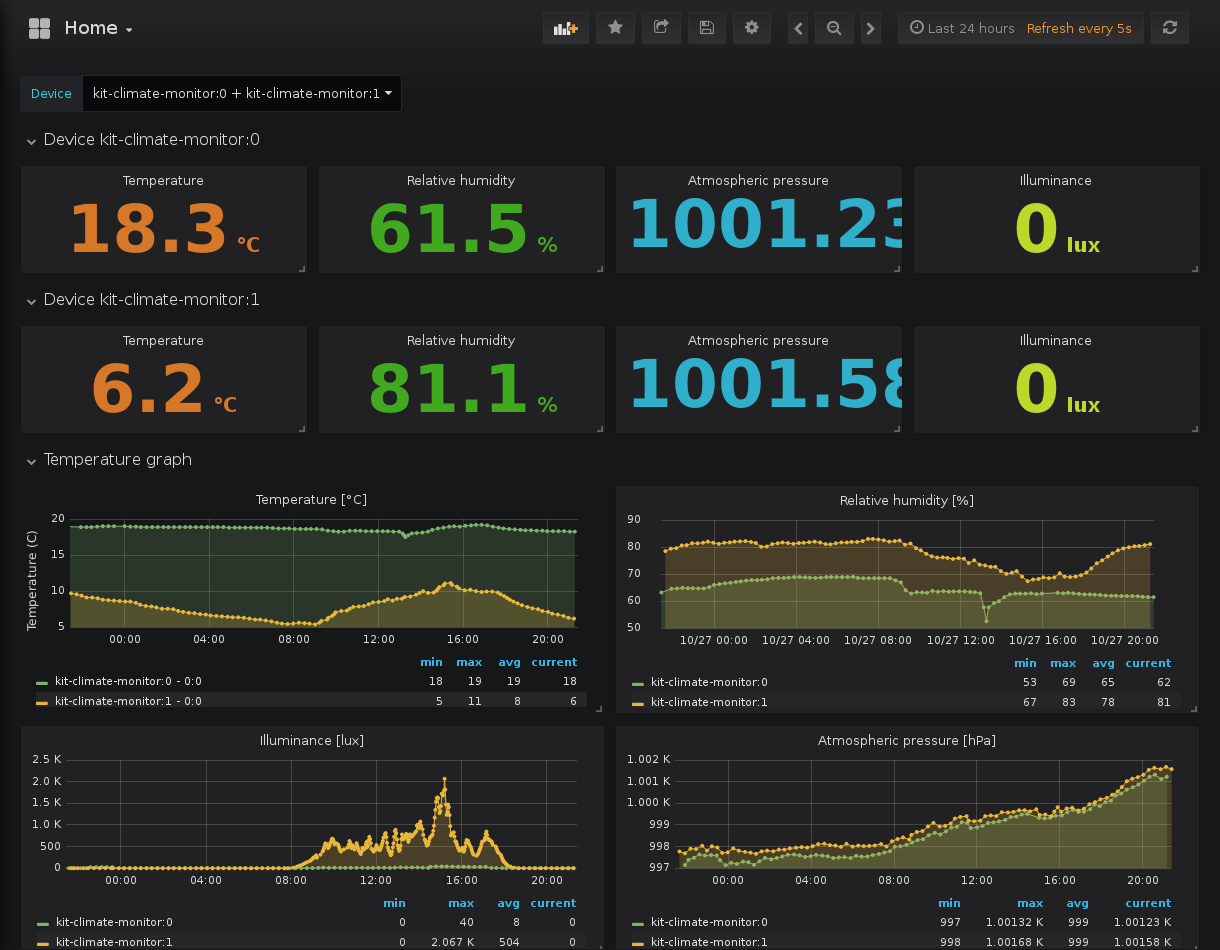 Home
Last 24 hours Refresh every 5s
Device kit-climate-monitor:0 + kit-climate-monitor:1
Device kit-climate-monitor:0
Temperature Relative humidity Atmospheric pressure Illuminance
18.3 °C 61.5 % 1001.23 0 lux
Device kit-climate-monitor:1
Temperature Relative humidity Atmospheric pressure Illuminance
6.2 °C 81.1 % 1001.58 0 lux
Temperature graph
Temperature [°C]
Temperature (C)
20
15
10
5
00:00 04:00 08:00 12:00 16:00 20:00
min max avg current
kit-climate-monitor:0 - 0:0 18 19 19 18
kit-climate-monitor:1 - 0:0 5 11 8 6
Relative humidity [%]
90
80
70
60
50
10/27 00:00 10/27 04:00 10/27 08:00 10/27 12:00 10/27 16:00 10/27 20:00
min max avg current
kit-climate-monitor:0 53 69 65 62
kit-climate-monitor:1 67 83 78 81
Illuminance [lux]
2.5 K
2.0 K
1.5 K
1.0 K
500
0
00:00 04:00 08:00 12:00 16:00 20:00
min max avg current
kit-climate-monitor:0 0 40 8 0
kit-climate-monitor:1 0 2.067 K 504 0
Atmospheric pressure [hPa]
1.002 K
1.001 K
1.000 K
999
998
997
00:00 04:00 08:00 12:00 16:00 20:00
min max avg current
kit-climate-monitor:0 997 1.00132 K 999 1.00123 K
kit-climate-monitor:1 998 1.00168 K 999 1.00158 K